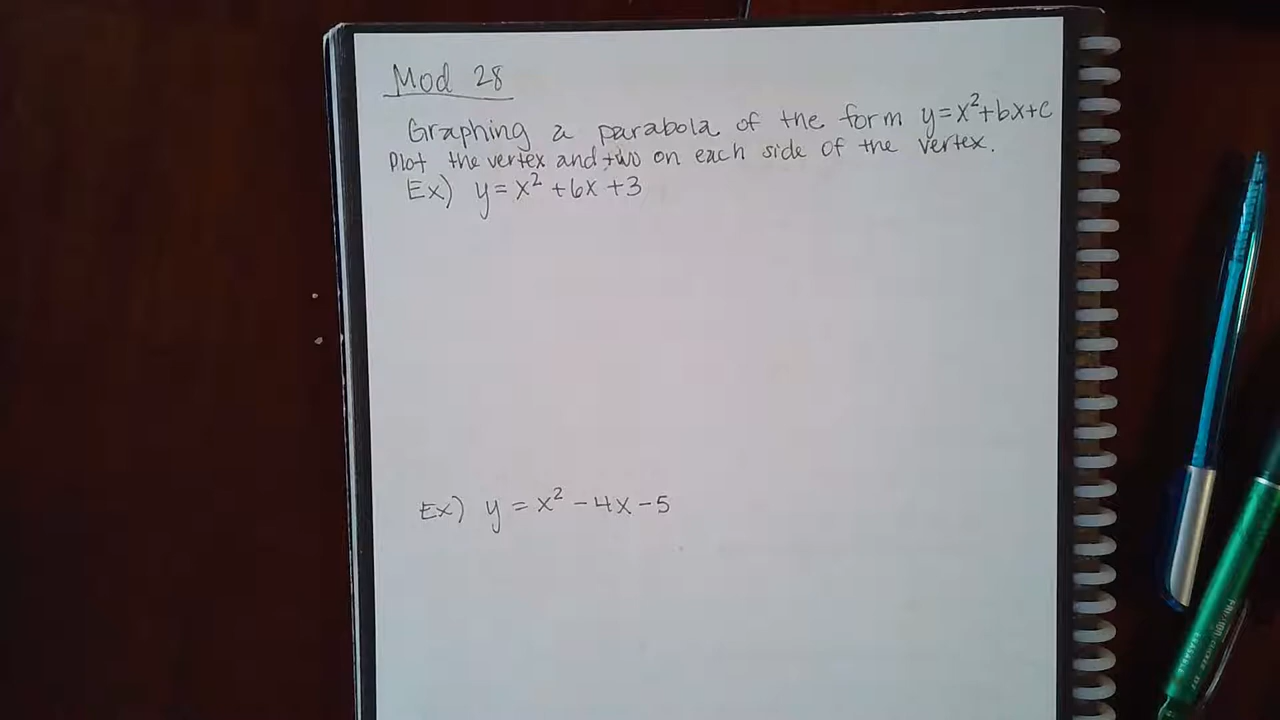 Mod 28
Graphing a parabola of the form y=x²+bx+c
Plot the vertex and two on each side of the vertex.
Ex) y=x²+6x+3
Ex) y=x²-4x-5